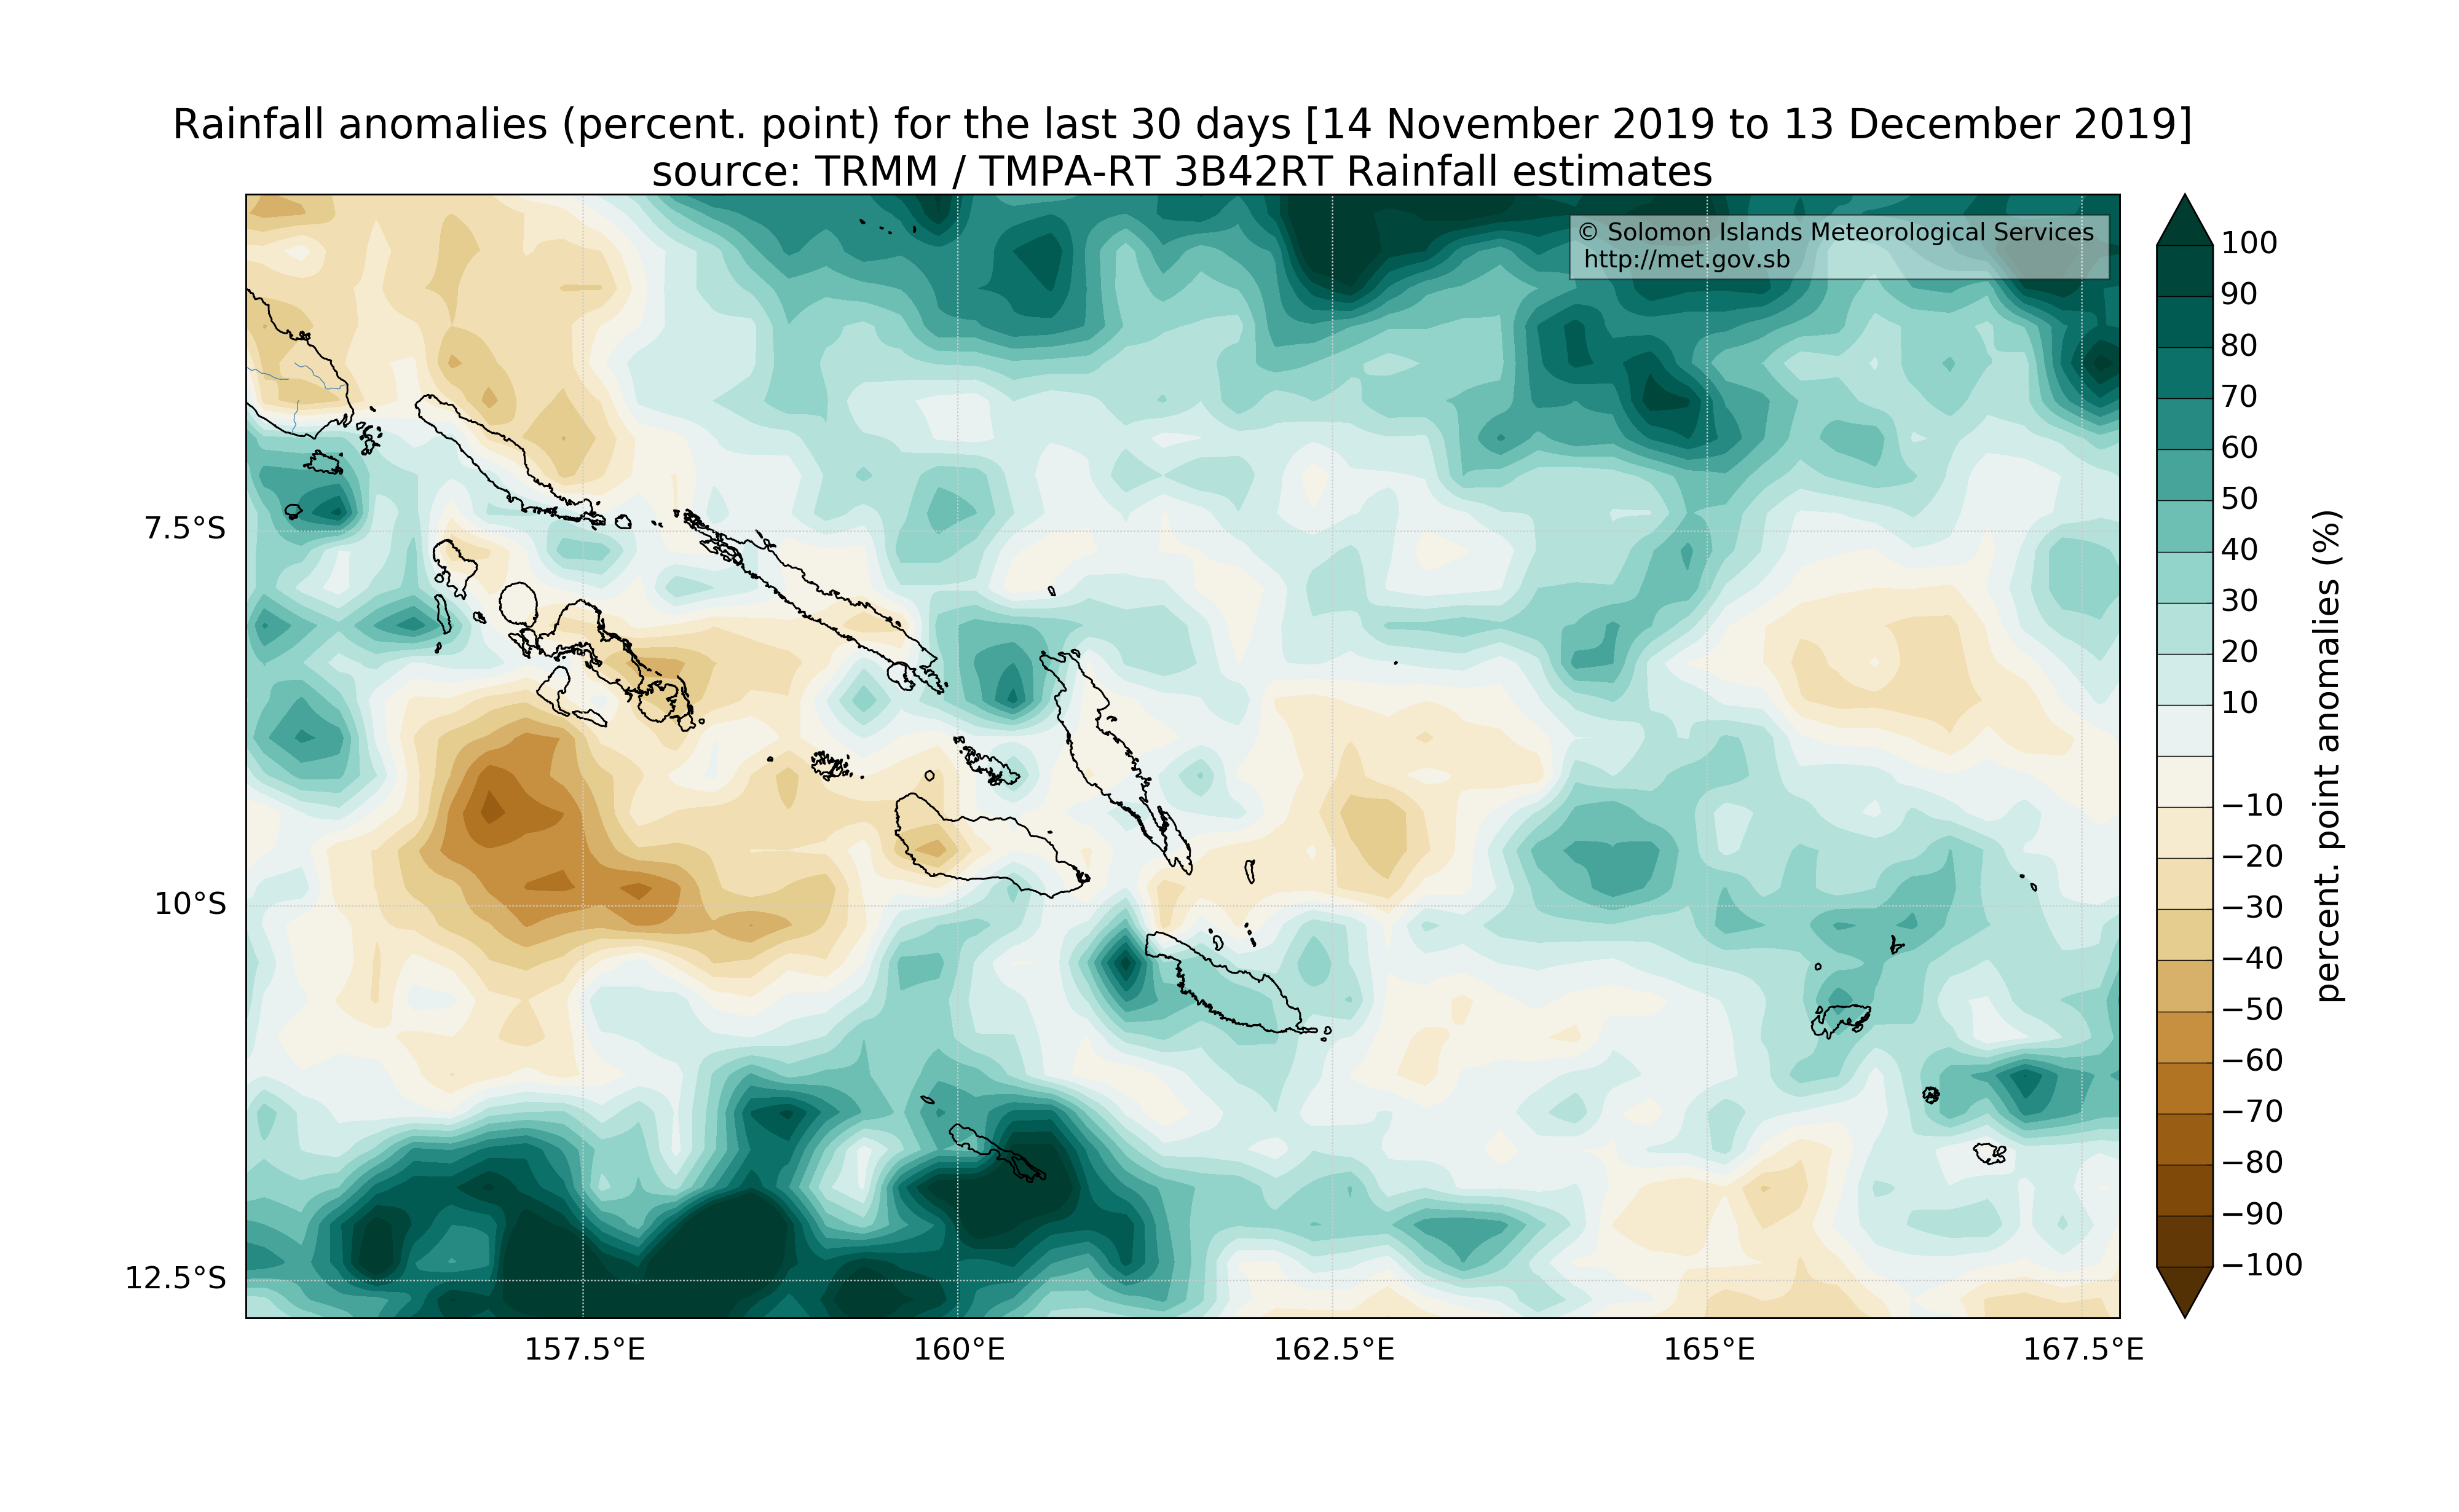 Rainfall anomalies (percent. point) for the last 30 days [14 November 2019 to 13 December 2019]
source: TRMM / TMPA-RT 3B42RT Rainfall estimates
© Solomon Islands Meteorological Services
http://met.gov.sb
7.5°S
10°S
12.5°S
157.5°E
160°E
162.5°E
165°E
167.5°E
100
90
80
70
60
50
40
30
20
10
−10
−20
−30
−40
−50
−60
−70
−80
−90
−100
percent. point anomalies (%)